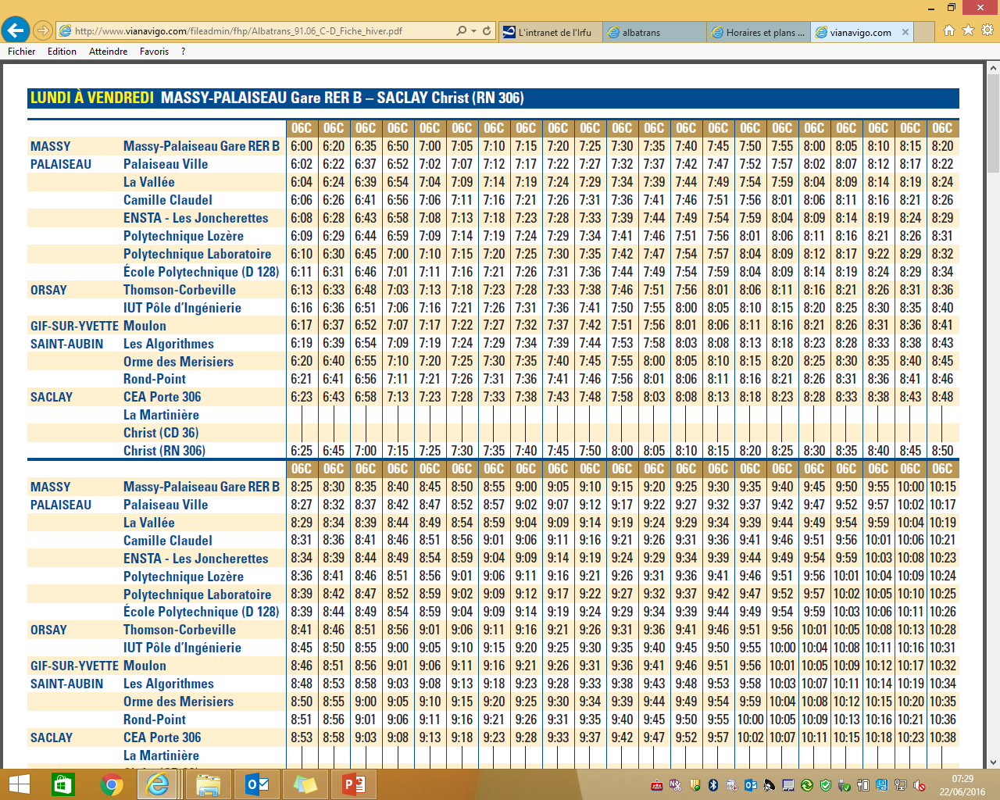 http://www.vianavigo.com/fileadmin/fhp/Albatrans_91.06_C-D_Fiche_hiver.pdf
L'intranet de l'Irfu
albatrans
Horaires et plans ...
vianavigo.com
Fichier Edition Atteindre Favoris ?
LUNDI À VENDREDI MASSY-PALAISEAU Gare RER B – SACLAY Christ (RN 306)
06C 06C 06C 06C 06C 06C 06C 06C 06C 06C 06C 06C 06C 06C 06C 06C 06C 06C 06C 06C 06C
MASSY Massy-Palaiseau Gare RER B 6:00 6:20 6:35 6:50 7:00 7:05 7:10 7:15 7:20 7:25 7:30 7:35 7:40 7:45 7:50 7:55 8:00 8:05 8:10 8:15 8:20
PALAISEAU Palaiseau Ville 6:02 6:22 6:37 6:52 7:02 7:07 7:12 7:17 7:22 7:27 7:32 7:37 7:42 7:47 7:52 7:57 8:02 8:07 8:12 8:17 8:22
La Vallée 6:04 6:24 6:39 6:54 7:04 7:09 7:14 7:19 7:24 7:29 7:34 7:39 7:44 7:49 7:54 7:59 8:04 8:09 8:14 8:19 8:24
Camille Claudel 6:06 6:26 6:41 6:56 7:06 7:11 7:16 7:21 7:26 7:31 7:36 7:41 7:46 7:51 7:56 8:01 8:06 8:11 8:16 8:21 8:26
ENSTA - Les Joncherettes 6:08 6:28 6:43 6:58 7:08 7:13 7:18 7:23 7:28 7:33 7:39 7:44 7:49 7:54 7:59 8:04 8:09 8:14 8:19 8:24 8:29
Polytechnique Lozère 6:09 6:29 6:44 6:59 7:09 7:14 7:19 7:24 7:29 7:34 7:41 7:46 7:51 7:56 8:01 8:06 8:11 8:16 8:21 8:26 8:31
Polytechnique Laboratoire 6:10 6:30 6:45 7:00 7:10 7:15 7:20 7:25 7:30 7:35 7:42 7:47 7:54 7:57 8:04 8:09 8:12 8:17 9:22 8:29 8:32
École Polytechnique (D 128) 6:11 6:31 6:46 7:01 7:11 7:16 7:21 7:26 7:31 7:36 7:44 7:49 7:54 7:59 8:04 8:09 8:14 8:19 8:24 8:29 8:34
ORSAY Thomson-Corbeville 6:13 6:33 6:48 7:03 7:13 7:18 7:23 7:28 7:33 7:38 7:46 7:51 7:56 8:01 8:06 8:11 8:16 8:21 8:26 8:31 8:36
IUT Pôle d'Ingénierie 6:16 6:36 6:51 7:06 7:16 7:21 7:26 7:31 7:36 7:41 7:50 7:55 8:00 8:05 8:10 8:15 8:20 8:25 8:30 8:35 8:40
GIF-SUR-YVETTE Moulon 6:17 6:37 6:52 7:07 7:17 7:22 7:27 7:32 7:37 7:42 7:51 7:56 8:01 8:06 8:11 8:16 8:21 8:26 8:31 8:36 8:41
SAINT-AUBIN Les Algorithmes 6:19 6:39 6:54 7:09 7:19 7:24 7:29 7:34 7:39 7:44 7:53 7:58 8:03 8:08 8:13 8:18 8:23 8:28 8:33 8:38 8:43
Orme des Merisiers 6:20 6:40 6:55 7:10 7:20 7:25 7:30 7:35 7:40 7:45 7:55 8:00 8:05 8:10 8:15 8:20 8:25 8:30 8:35 8:40 8:45
Rond-Point 6:21 6:41 6:56 7:11 7:21 7:26 7:31 7:36 7:41 7:46 7:56 8:01 8:06 8:11 8:16 8:21 8:26 8:31 8:36 8:41 8:46
SACLAY CEA Porte 306 6:23 6:43 6:58 7:13 7:23 7:28 7:33 7:38 7:43 7:48 7:58 8:03 8:08 8:13 8:18 8:23 8:28 8:33 8:38 8:43 8:48
La Martinière
Christ (CD 36)
Christ (RN 306) 6:25 6:45 7:00 7:15 7:25 7:30 7:35 7:40 7:45 7:50 8:00 8:05 8:10 8:15 8:20 8:25 8:30 8:35 8:40 8:45 8:50
06C 06C 06C 06C 06C 06C 06C 06C 06C 06C 06C 06C 06C 06C 06C 06C 06C 06C 06C 06C 06C
MASSY Massy-Palaiseau Gare RER B 8:25 8:30 8:35 8:40 8:45 8:50 8:55 9:00 9:05 9:10 9:15 9:20 9:25 9:30 9:35 9:40 9:45 9:50 9:55 10:00 10:15
PALAISEAU Palaiseau Ville 8:27 8:32 8:37 8:42 8:47 8:52 8:57 9:02 9:07 9:12 9:17 9:22 9:27 9:32 9:37 9:42 9:47 9:52 9:57 10:02 10:17
La Vallée 8:29 8:34 8:39 8:44 8:49 8:54 8:59 9:04 9:09 9:14 9:19 9:24 9:29 9:34 9:39 9:44 9:49 9:54 9:59 10:04 10:19
Camille Claudel 8:31 8:36 8:41 8:46 8:51 8:56 9:01 9:06 9:11 9:16 9:21 9:26 9:31 9:36 9:41 9:46 9:51 9:56 10:01 10:06 10:21
ENSTA - Les Joncherettes 8:34 8:39 8:44 8:49 8:54 8:59 9:04 9:09 9:14 9:19 9:24 9:29 9:34 9:39 9:44 9:49 9:54 9:59 10:03 10:08 10:23
Polytechnique Lozère 8:36 8:41 8:46 8:51 8:56 9:01 9:06 9:11 9:16 9:21 9:26 9:31 9:36 9:41 9:46 9:51 9:56 10:01 10:04 10:09 10:24
Polytechnique Laboratoire 8:39 8:42 8:47 8:52 8:59 9:02 9:09 9:12 9:17 9:22 9:27 9:32 9:37 9:42 9:47 9:52 9:57 10:02 10:05 10:10 10:25
École Polytechnique (D 128) 8:39 8:44 8:49 8:54 8:59 9:04 9:09 9:14 9:19 9:24 9:29 9:34 9:39 9:44 9:49 9:54 9:59 10:03 10:06 10:11 10:26
ORSAY Thomson-Corbeville 8:41 8:46 8:51 8:56 9:01 9:06 9:11 9:16 9:21 9:26 9:31 9:36 9:41 9:46 9:51 9:56 10:01 10:05 10:08 10:13 10:28
IUT Pôle d'Ingénierie 8:45 8:50 8:55 9:00 9:05 9:10 9:15 9:20 9:25 9:30 9:35 9:40 9:45 9:50 9:55 10:00 10:04 10:08 10:11 10:16 10:31
GIF-SUR-YVETTE Moulon 8:46 8:51 8:56 9:01 9:06 9:11 9:16 9:21 9:26 9:31 9:36 9:41 9:46 9:51 9:56 10:01 10:05 10:09 10:12 10:17 10:32
SAINT-AUBIN Les Algorithmes 8:48 8:53 8:58 9:03 9:08 9:13 9:18 9:23 9:28 9:33 9:38 9:43 9:48 9:53 9:58 10:03 10:07 10:11 10:14 10:19 10:34
Orme des Merisiers 8:50 8:55 9:00 9:05 9:10 9:15 9:20 9:25 9:30 9:34 9:39 9:44 9:49 9:54 9:59 10:04 10:08 10:12 10:15 10:20 10:35
Rond-Point 8:51 8:56 9:01 9:06 9:11 9:16 9:21 9:26 9:31 9:35 9:40 9:45 9:50 9:55 10:00 10:05 10:09 10:13 10:16 10:21 10:36
SACLAY CEA Porte 306 8:53 8:58 9:03 9:08 9:13 9:18 9:23 9:28 9:33 9:37 9:42 9:47 9:52 9:57 10:02 10:07 10:11 10:15 10:18 10:23 10:38
La Martinière
07:29
22/06/2016